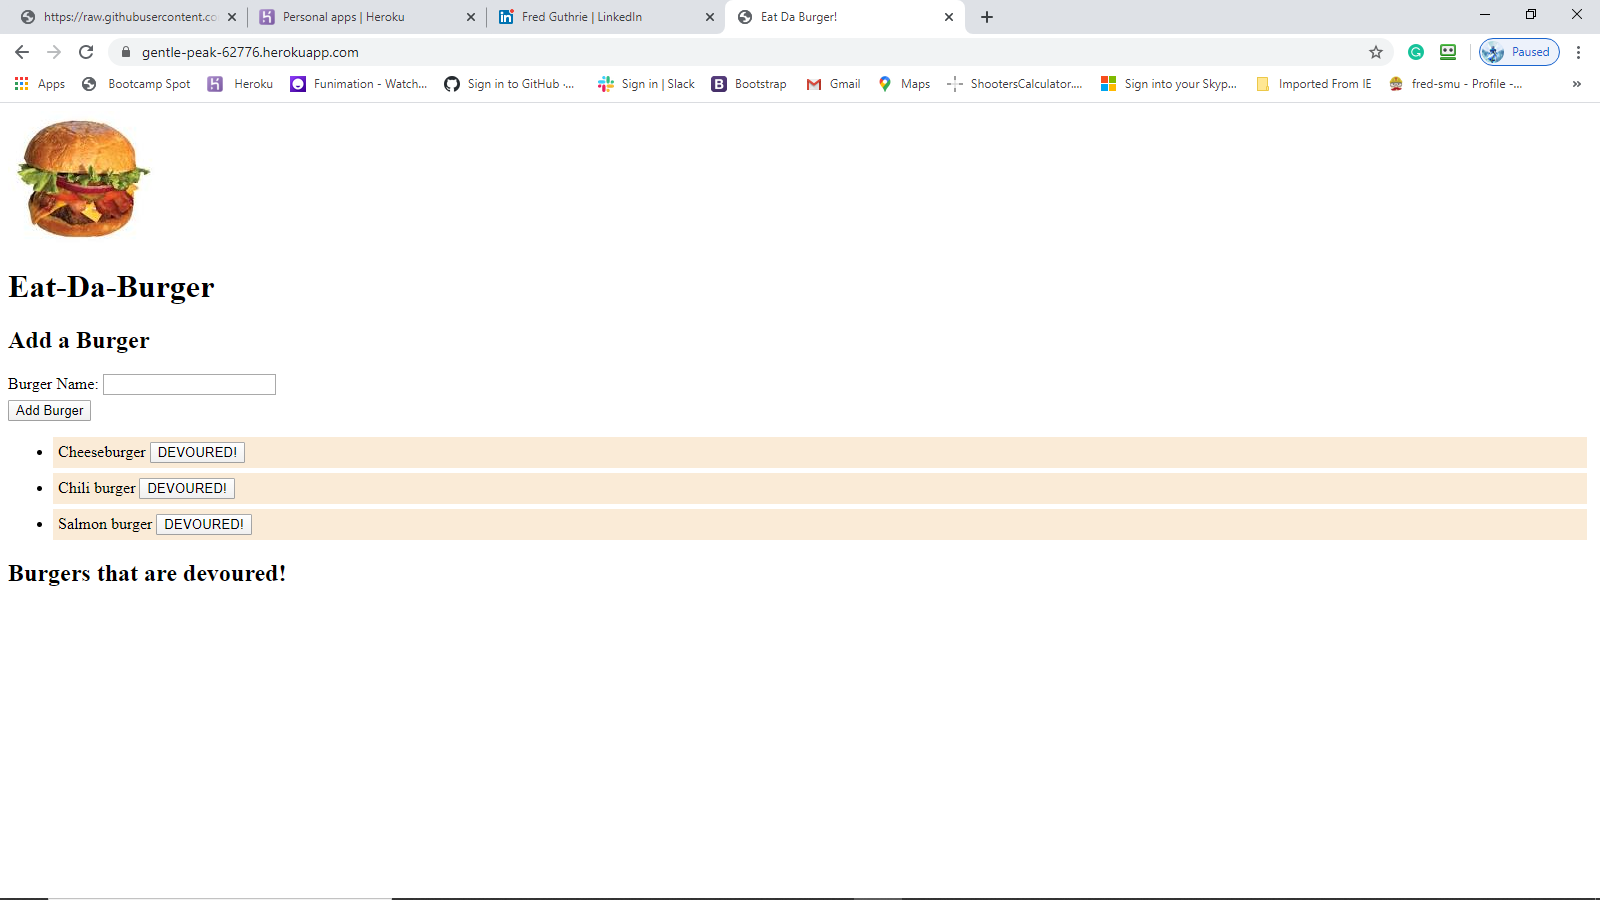 https://raw.githubusercontent.co
Personal apps | Heroku
Fred Guthrie | LinkedIn
Eat Da Burger!
gentle-peak-62776.herokuapp.com
Paused
Apps
Bootcamp Spot
Heroku
Funimation - Watch...
Sign in to GitHub ·...
Sign in | Slack
Bootstrap
Gmail
Maps
ShootersCalculator....
Sign into your Skyp...
Imported From IE
fred-smu - Profile -...
Eat-Da-Burger
Add a Burger
Burger Name:
Add Burger
Cheeseburger DEVOURED!
Chili burger DEVOURED!
Salmon burger DEVOURED!
Burgers that are devoured!